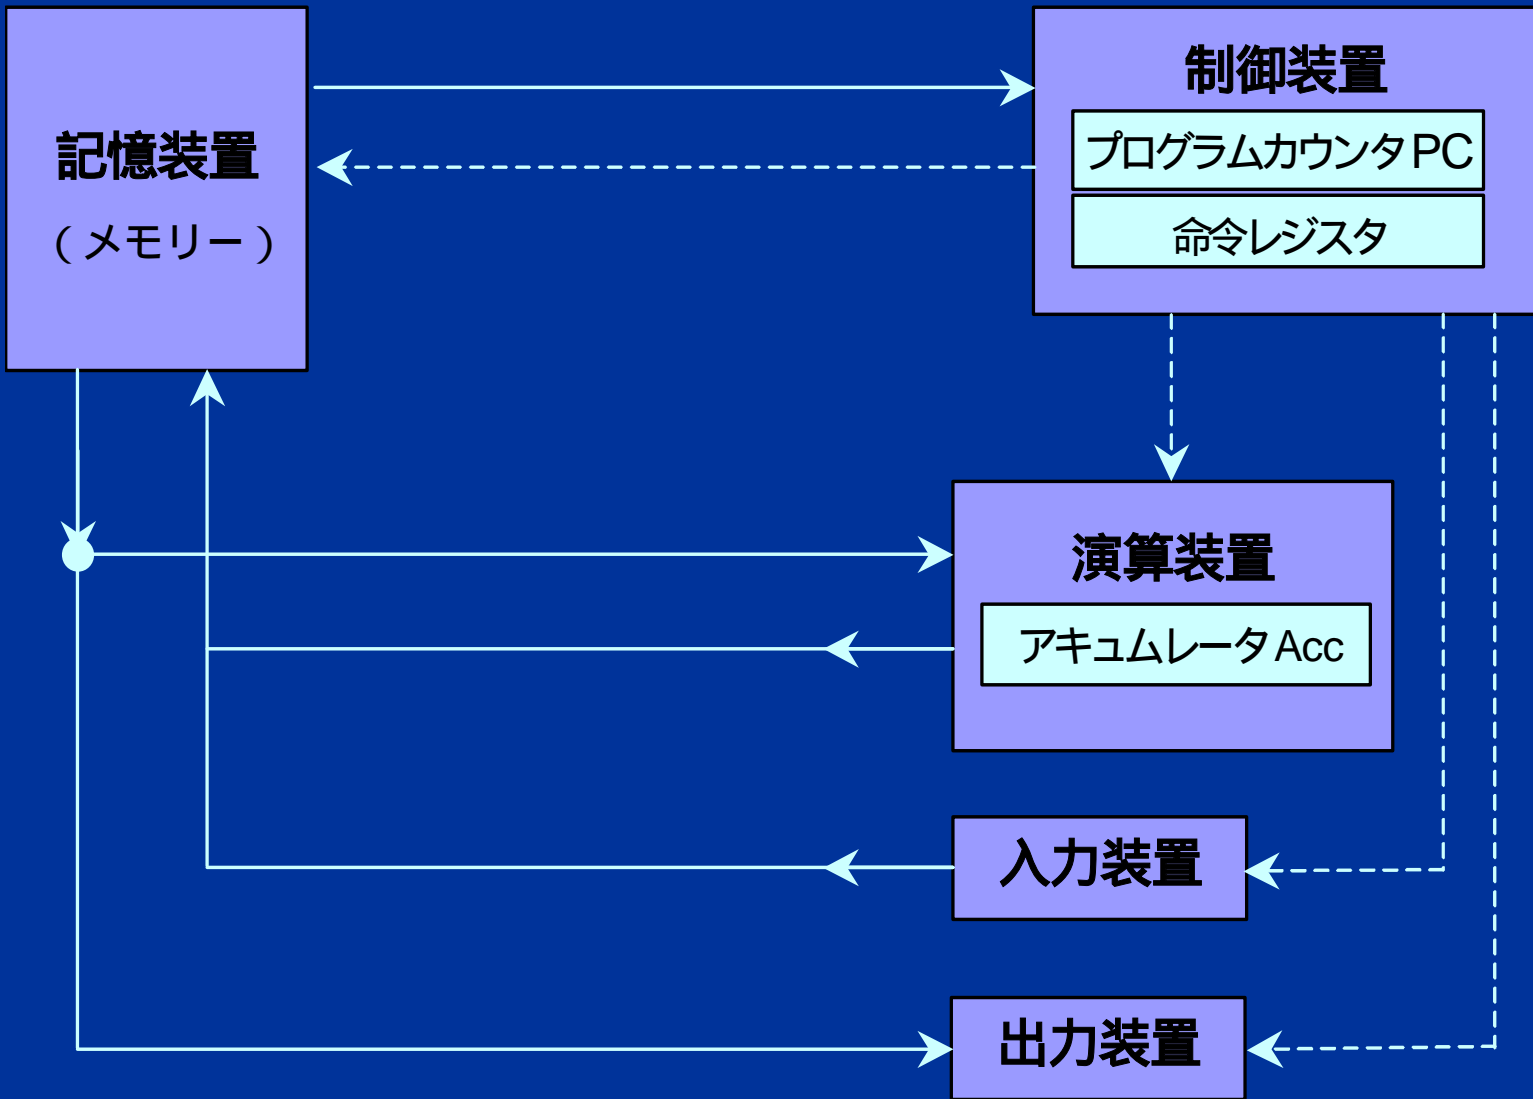 記憶装置
（メモリー）
制御装置
プログラムカウンタPC
命令レジスタ
演算装置
アキュムレータAcc
入力装置
出力装置